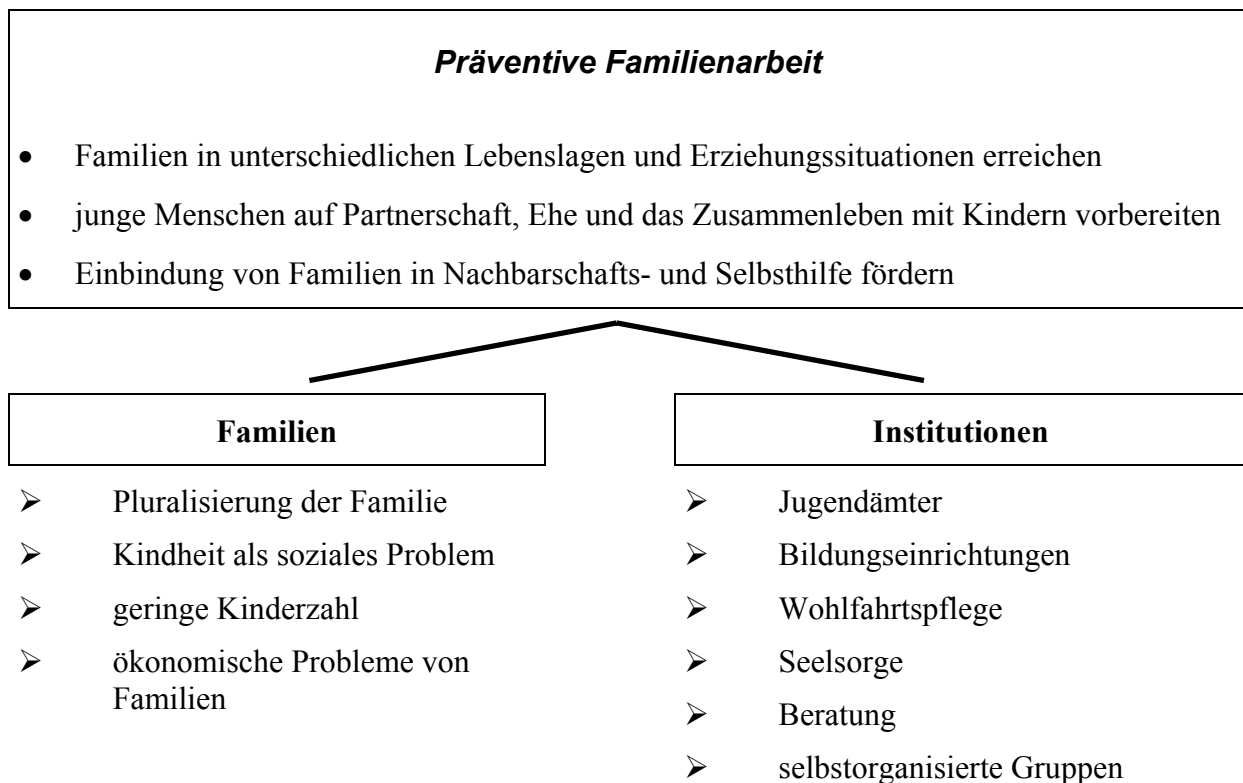 Präventive Familienarbeit
• Familien in unterschiedlichen Lebenslagen und Erziehungssituationen erreichen
• junge Menschen auf Partnerschaft, Ehe und das Zusammenleben mit Kindern vorbereiten
• Einbindung von Familien in Nachbarschafts- und Selbsthilfe fördern
Familien
➢ Pluralisierung der Familie
➢ Kindheit als soziales Problem
➢ geringe Kinderzahl
➢ ökonomische Probleme von
Familien
Institutionen
➢ Jugendämter
➢ Bildungseinrichtungen
➢ Wohlfahrtspflege
➢ Seelsorge
➢ Beratung
➢ selbstorganisierte Gruppen